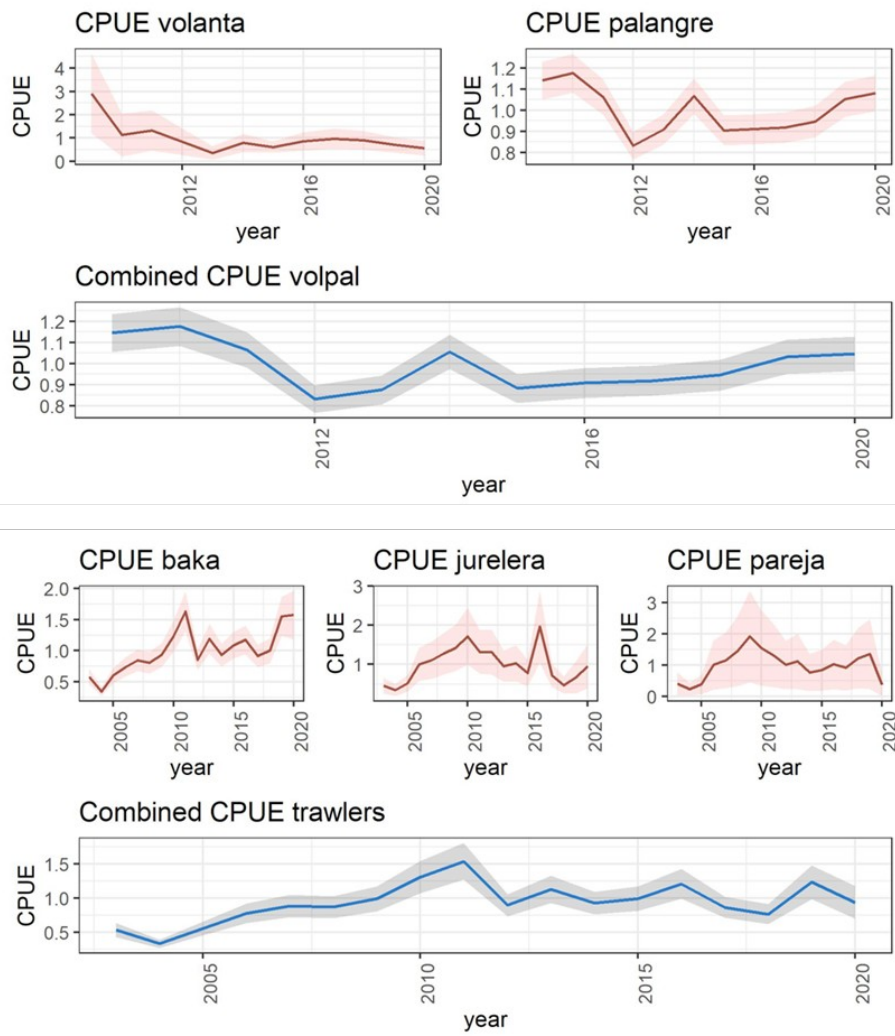 CPUE volanta
CPUE
4
3
2
1
0
2012
2016
2020
year
CPUE palangre
CPUE
1.2
1.1
1.0
0.9
0.8
2012
2016
2020
year
Combined CPUE volpal
CPUE
1.2
1.1
1.0
0.9
0.8
2012
2016
2020
year
CPUE baka
CPUE
2.0
1.5
1.0
0.5
2005
2010
2015
2020
year
CPUE jurelera
CPUE
3
2
1
2005
2010
2015
2020
year
CPUE pareja
CPUE
3
2
1
0
2005
2010
2015
2020
year
Combined CPUE trawlers
CPUE
1.5
1.0
0.5
2005
2010
2015
2020
year